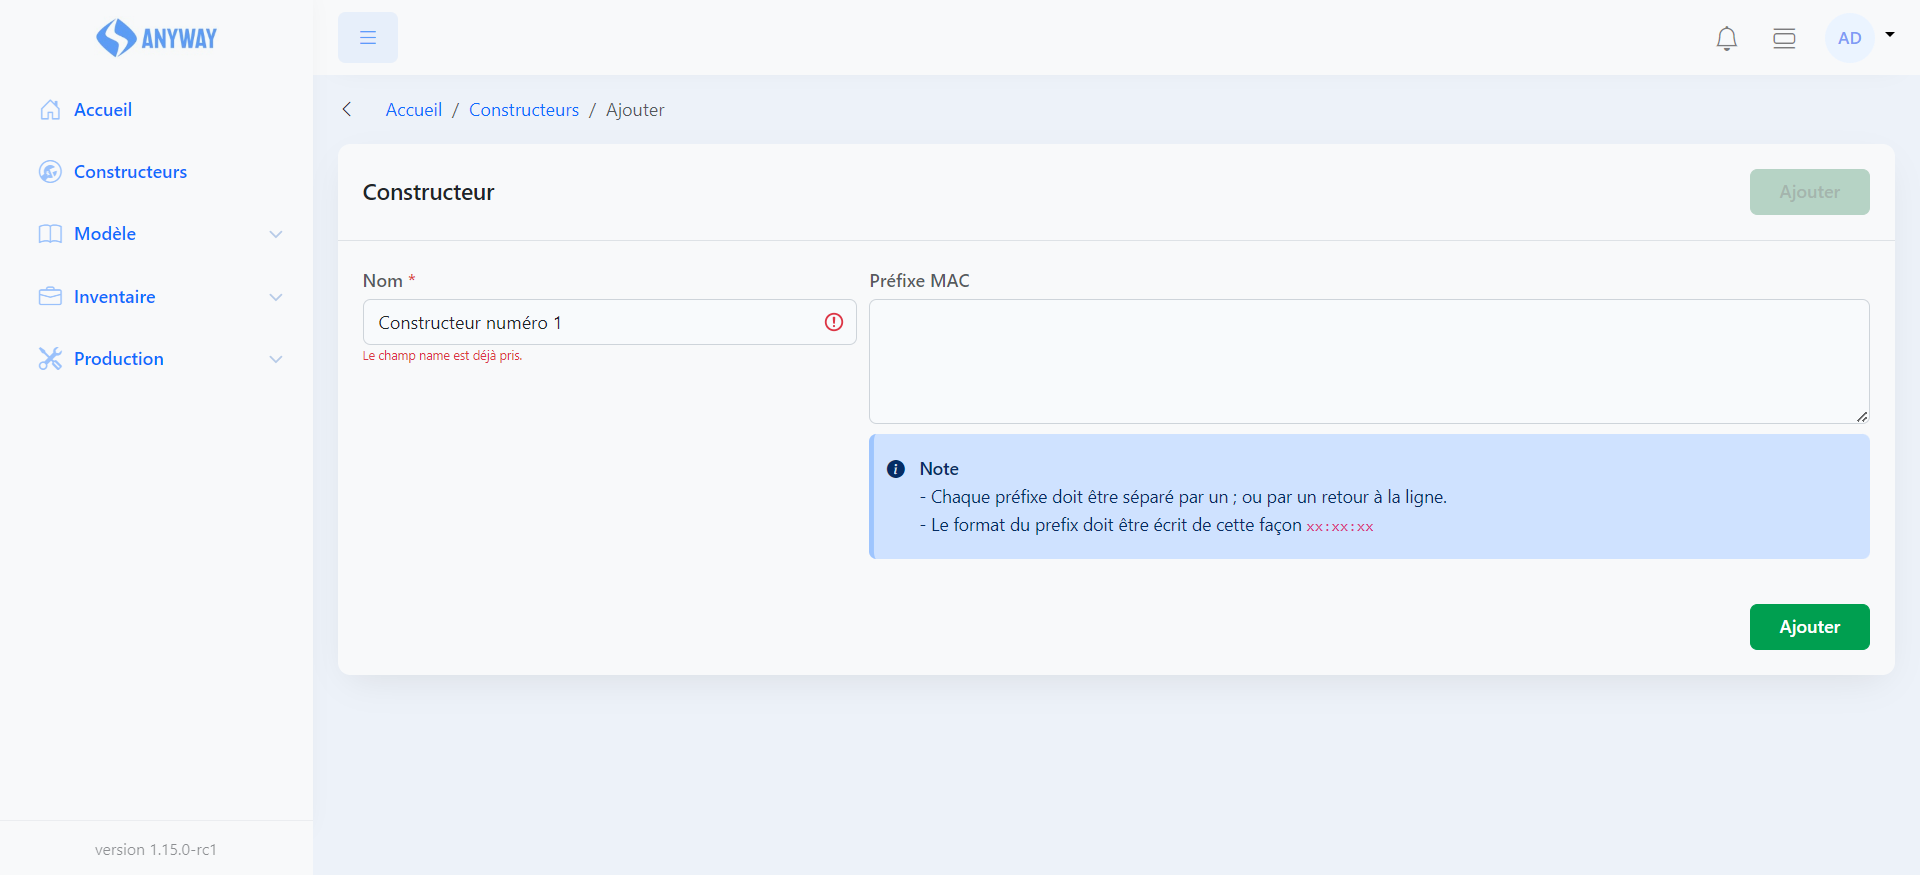 ANYWAY
AD
Accueil
Constructeurs
Modèle
Inventaire
Production
version 1.15.0-rc1
Accueil / Constructeurs / Ajouter
Constructeur
Ajouter
Nom *
Constructeur numéro 1
Le champ name est déjà pris.
Préfixe MAC
Note
- Chaque préfixe doit être séparé par un ; ou par un retour à la ligne.
- Le format du prefix doit être écrit de cette façon xx:xx:xx
Ajouter